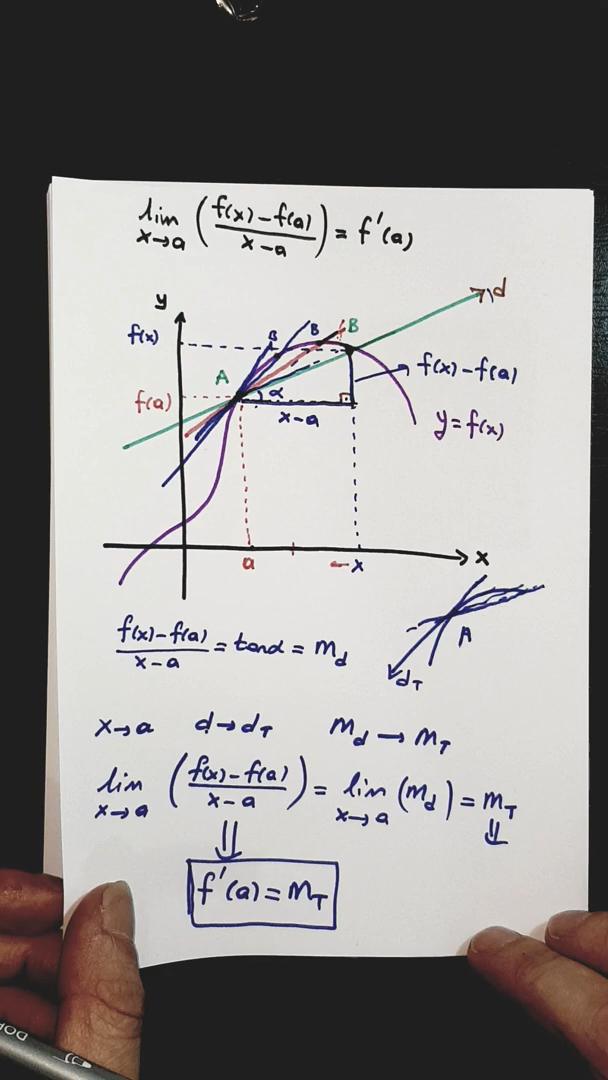 lim x→a (f(x)-f(a) / x-a) = f'(a)
y
d
f(x)
B B B
A
α
f(x)-f(a)
f(a)
x-a
y=f(x)
x
a
←x
A
d_T
f(x)-f(a) / x-a = tanα = m_d
x→a d→d_T m_d→m_T
lim x→a (f(x)-f(a) / x-a) = lim x→a (m_d) = m_T
⇓ ⇓
f'(a) = m_T